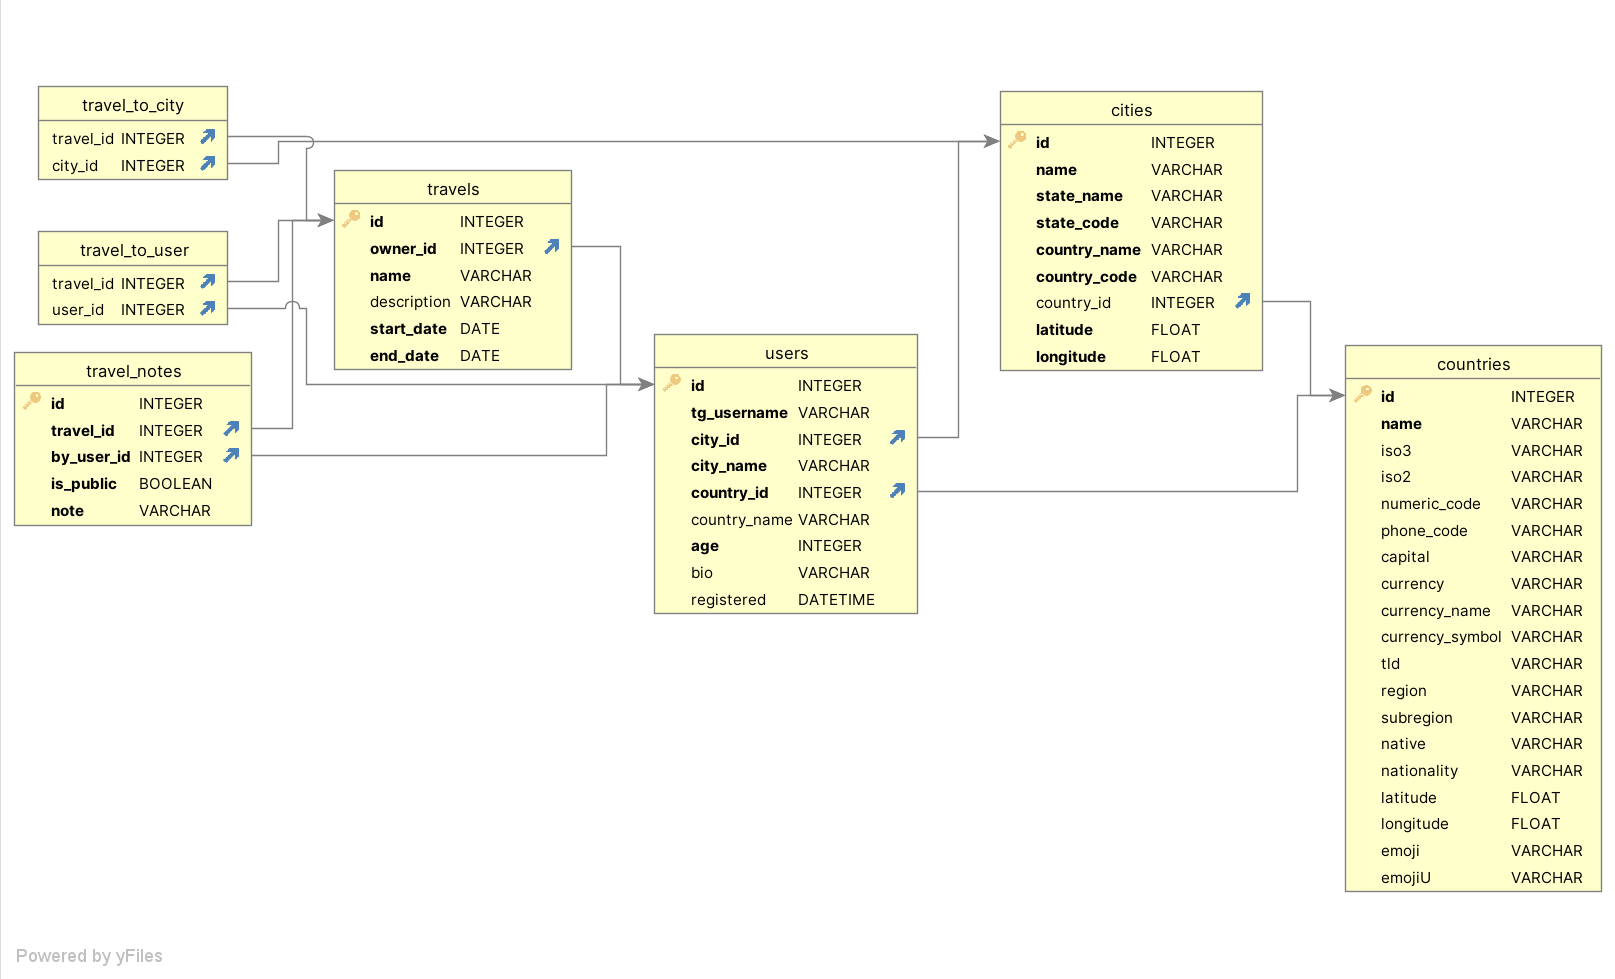 travel_to_city
travel_id INTEGER
city_id INTEGER
travel_to_user
travel_id INTEGER
user_id INTEGER
travel_notes
id INTEGER
travel_id INTEGER
by_user_id INTEGER
is_public BOOLEAN
note VARCHAR
travels
id INTEGER
owner_id INTEGER
name VARCHAR
description VARCHAR
start_date DATE
end_date DATE
users
id INTEGER
tg_username VARCHAR
city_id INTEGER
city_name VARCHAR
country_id INTEGER
country_name VARCHAR
age INTEGER
bio VARCHAR
registered DATETIME
cities
id INTEGER
name VARCHAR
state_name VARCHAR
state_code VARCHAR
country_name VARCHAR
country_code VARCHAR
country_id INTEGER
latitude FLOAT
longitude FLOAT
countries
id INTEGER
name VARCHAR
iso3 VARCHAR
iso2 VARCHAR
numeric_code VARCHAR
phone_code VARCHAR
capital VARCHAR
currency VARCHAR
currency_name VARCHAR
currency_symbol VARCHAR
tld VARCHAR
region VARCHAR
subregion VARCHAR
native VARCHAR
nationality VARCHAR
latitude FLOAT
longitude FLOAT
emoji VARCHAR
emojiU VARCHAR
Powered by yFiles